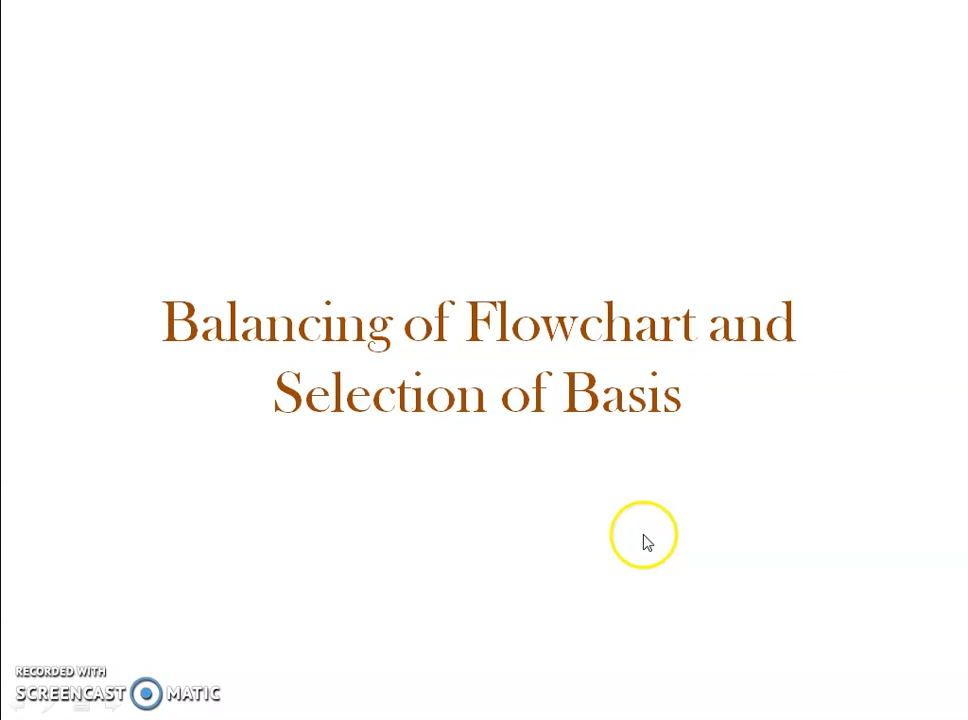 Balancing of Flowchart and
Selection of Basis
RECORDED WITH
SCREENCAST MATIC